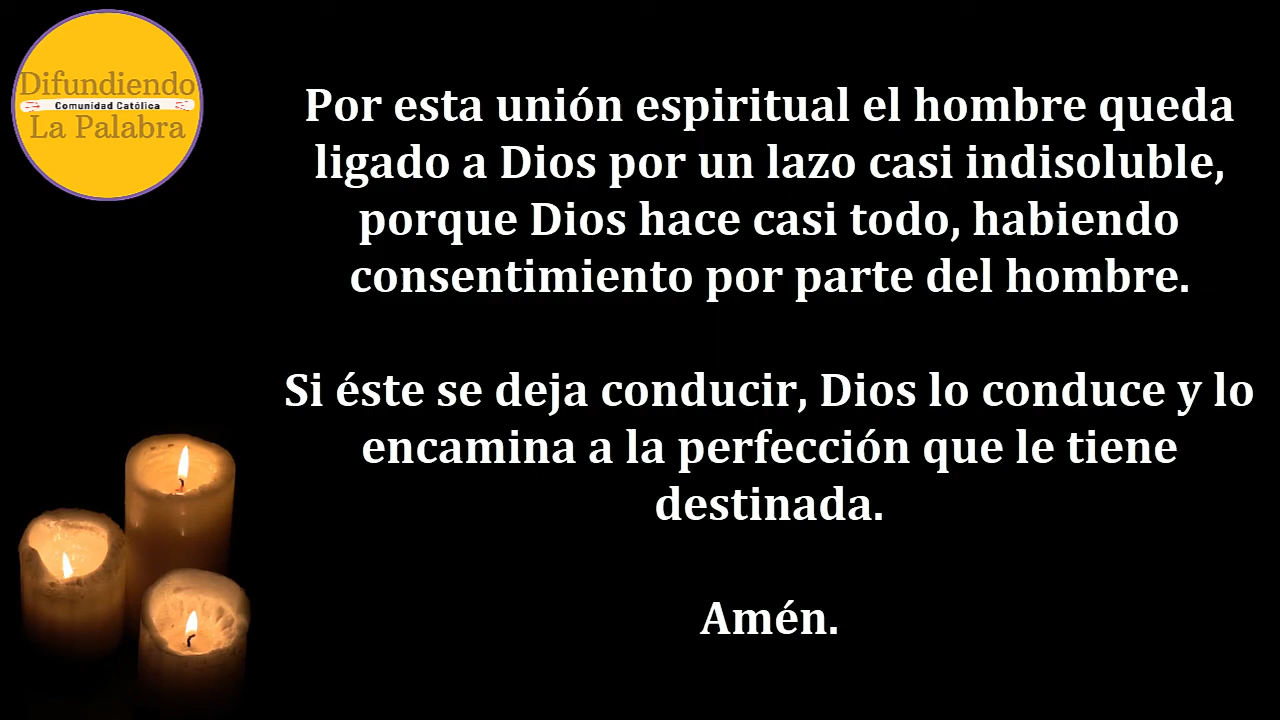 Difundiendo
Comunidad Católica
La Palabra
Por esta unión espiritual el hombre queda
ligado a Dios por un lazo casi indisoluble,
porque Dios hace casi todo, habiendo
consentimiento por parte del hombre.
Si éste se deja conducir, Dios lo conduce y lo
encamina a la perfección que le tiene
destinada.
Amén.